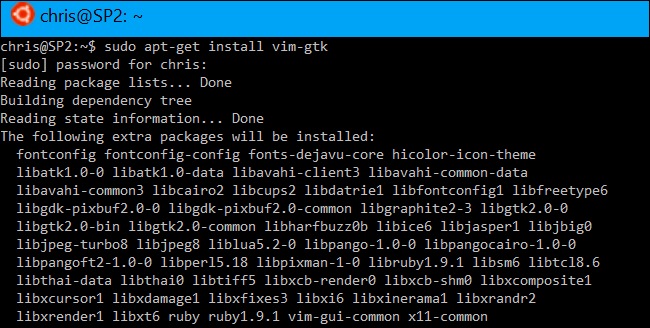 chris@SP2: ~
chris@SP2:~$ sudo apt-get install vim-gtk
[sudo] password for chris:
Reading package lists... Done
Building dependency tree
Reading state information... Done
The following extra packages will be installed:
  fontconfig fontconfig-config fonts-dejavu-core hicolor-icon-theme
  libatk1.0-0 libatk1.0-data libavahi-client3 libavahi-common-data
  libavahi-common3 libcairo2 libcups2 libdatrie1 libfontconfig1 libfreetype6
  libgdk-pixbuf2.0-0 libgdk-pixbuf2.0-common libgraphite2-3 libgtk2.0-0
  libgtk2.0-bin libgtk2.0-common libharfbuzz0b libice6 libjasper1 libjbig0
  libjpeg-turbo8 libjpeg8 liblua5.2-0 libpango-1.0-0 libpangocairo-1.0-0
  libpangoft2-1.0-0 libperl5.18 libpixman-1-0 libruby1.9.1 libsm6 libtcl8.6
  libthai-data libthai0 libtiff5 libxcb-render0 libxcb-shm0 libxcomposite1
  libxcursor1 libxdamage1 libxfixes3 libxi6 libxinerama1 libxrandr2
  libxrender1 libxt6 ruby ruby1.9.1 vim-gui-common x11-common